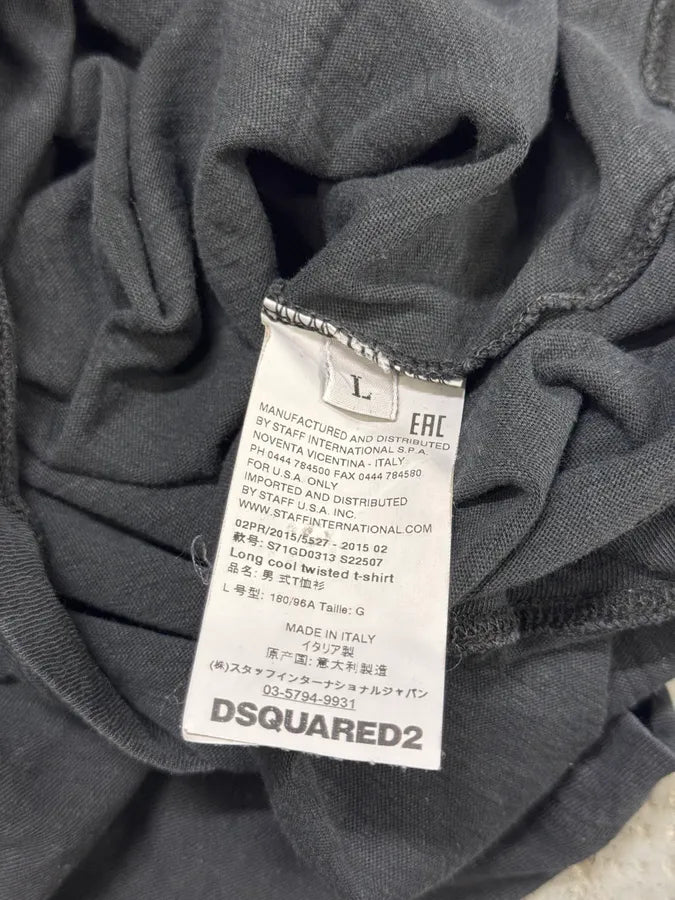 L
EAC
MANUFACTURED AND DISTRIBUTED
BY STAFF INTERNATIONAL S.P.A.
NOVENTA VICENTINA - ITALY
PH 0444 784500 FAX 0444 784580
FOR U.S.A. ONLY
IMPORTED AND DISTRIBUTED
BY STAFF U.S.A. INC.
WWW.STAFFINTERNATIONAL.COM
02PR/2015/5527 - 2015 02
款号: S71GD0313 S22507
Long cool twisted t-shirt
品名: 男式T恤衫
L 号型: 180/96A Taille: G
MADE IN ITALY
イタリア製
原产国: 意大利製造
(株)スタッフインターナショナルジャパン
03-5794-9931
DSQUARED2